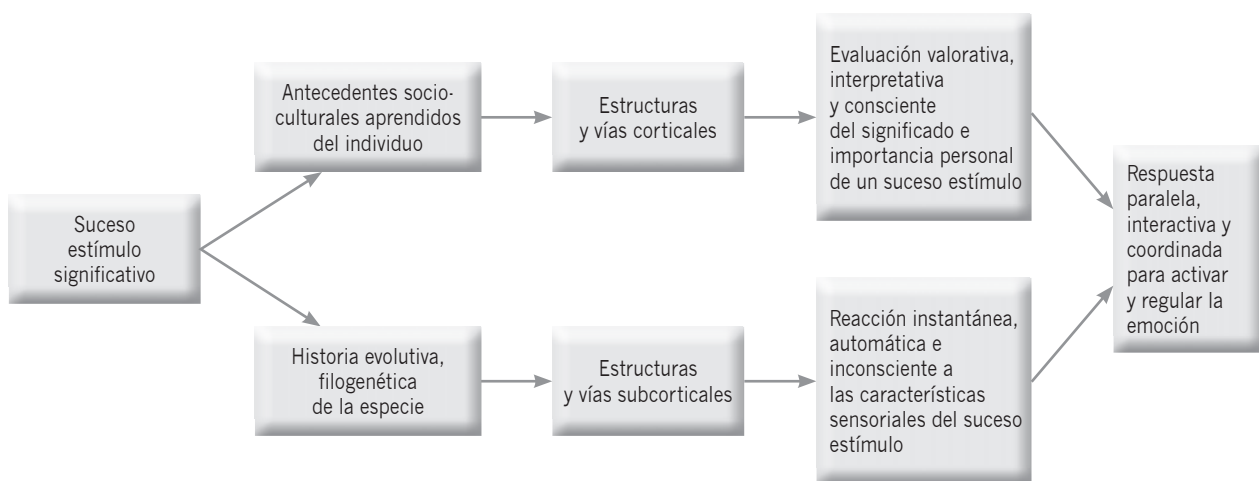 Suceso
estímulo
significativo
Antecedentes socio-
culturales aprendidos
del individuo
Estructuras
y vías corticales
Evaluación valorativa,
interpretativa
y consciente
del significado e
importancia personal
de un suceso estímulo
Historia evolutiva,
filogenética
de la especie
Estructuras
y vías subcorticales
Reacción instantánea,
automática e
inconsciente a
las características
sensoriales del suceso
estímulo
Respuesta
paralela,
interactiva y
coordinada
para activar
y regular la
emoción